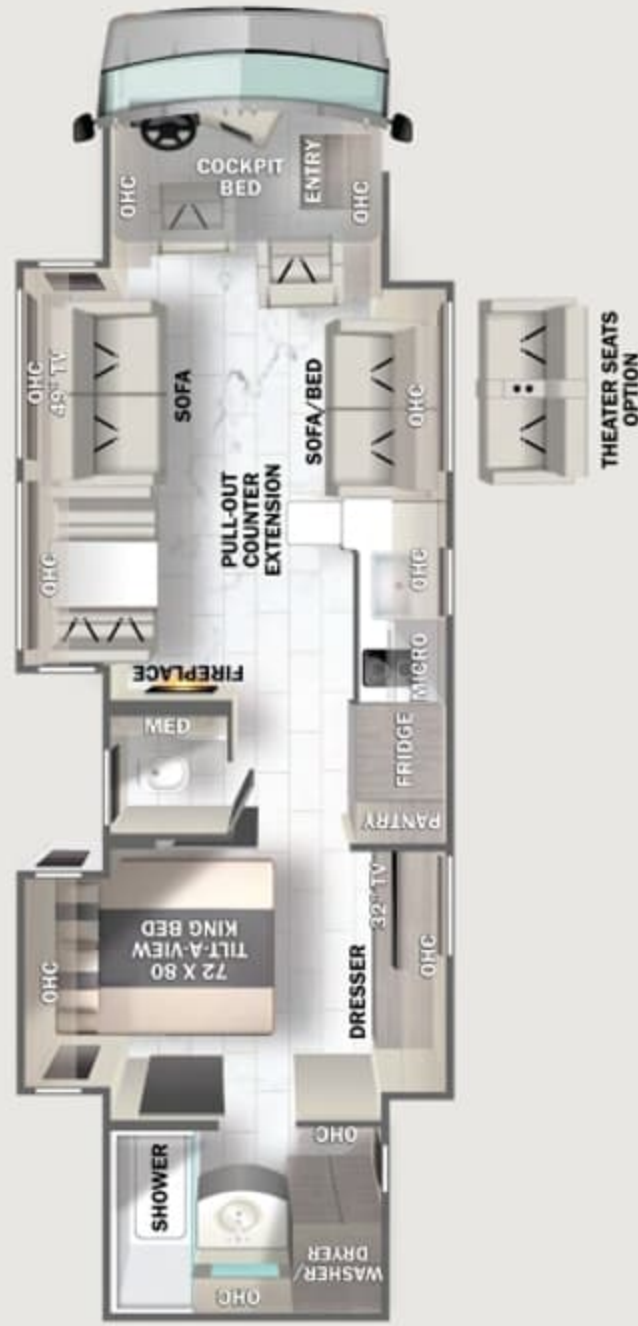 COCKPIT
BED
ENTRY
OHC
OHC
OHC
49" TV
SOFA
SOFA/BED
OHC
THEATER SEATS
OPTION
PULL-OUT
COUNTER
EXTENSION
OHC
OHC
FIREPLACE
MICRO
MED
FRIDGE
PANTRY
72 X 80
TILT-A-VIEW
KING BED
OHC
32" TV
DRESSER
OHC
SHOWER
OHC
WASHER/
DRYER
OHC